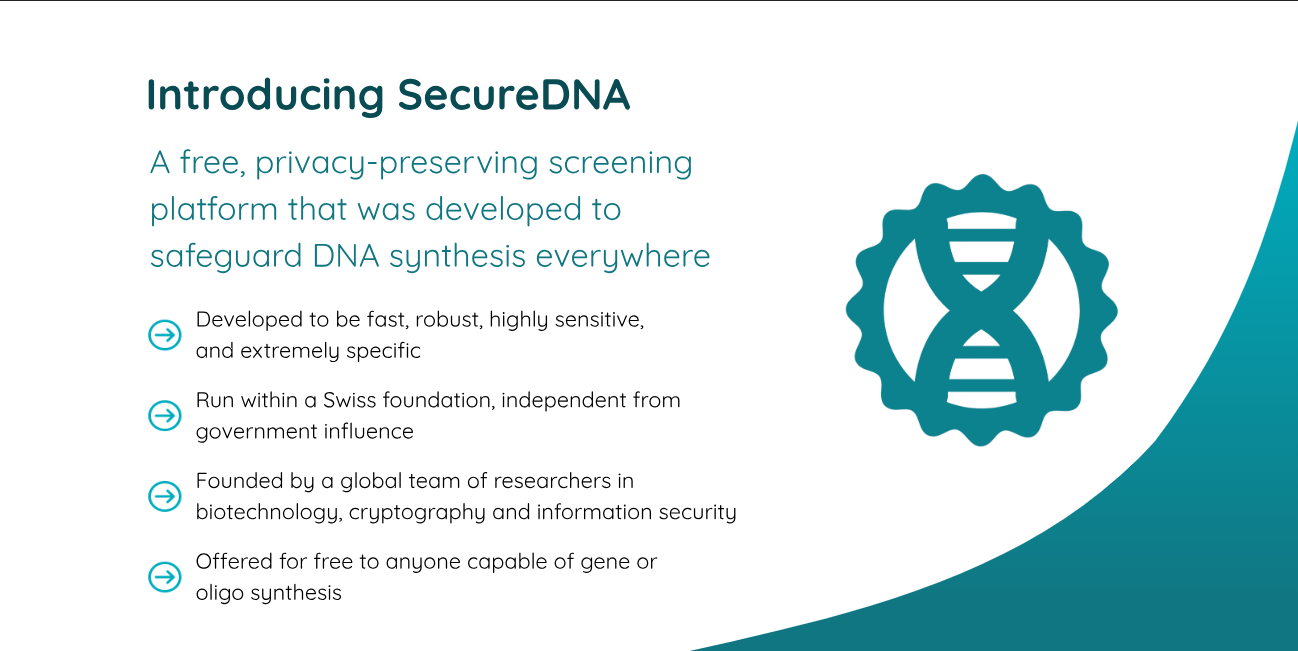 Introducing SecureDNA
A free, privacy-preserving screening
platform that was developed to
safeguard DNA synthesis everywhere
Developed to be fast, robust, highly sensitive,
and extremely specific
Run within a Swiss foundation, independent from
government influence
Founded by a global team of researchers in
biotechnology, cryptography and information security
Offered for free to anyone capable of gene or
oligo synthesis